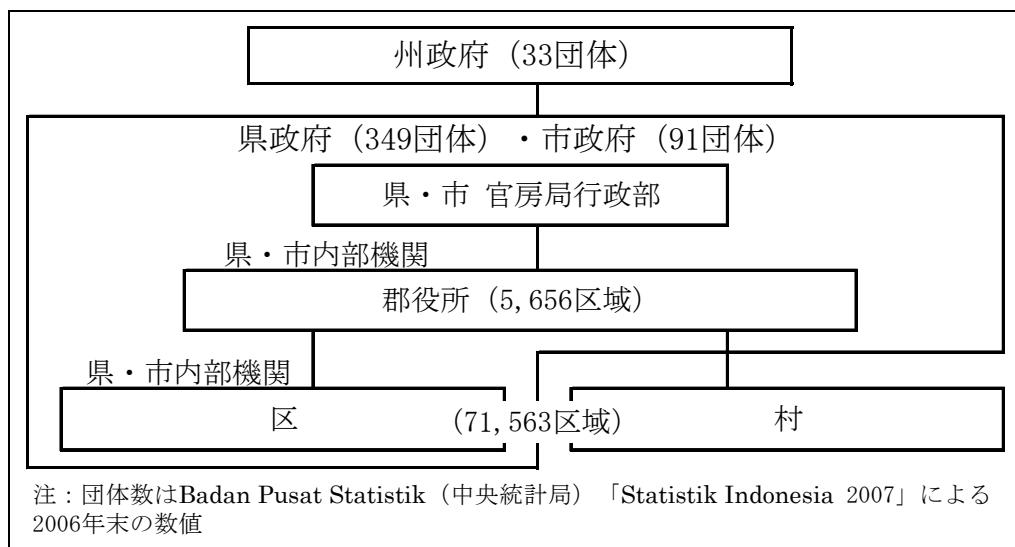 州政府（33団体）
県政府（349団体）・市政府（91団体）
県・市 官房局行政部
県・市内部機関
郡役所（5,656区域）
県・市内部機関
区 （71,563区域） 村
注：団体数はBadan Pusat Statistik（中央統計局）「Statistik Indonesia 2007」による
2006年末の数値